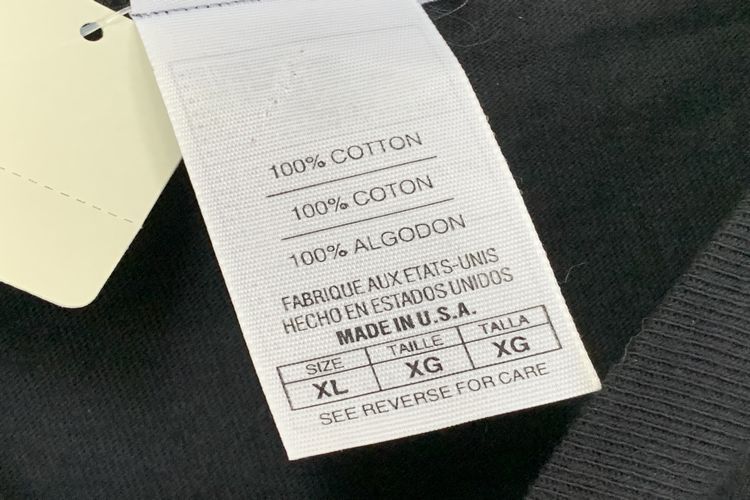 100% COTTON
100% COTON
100% ALGODON
FABRIQUE AUX ETATS-UNIS
HECHO EN ESTADOS UNIDOS
MADE IN U.S.A.
SIZE TAILLE TALLA
XL XG XG
SEE REVERSE FOR CARE